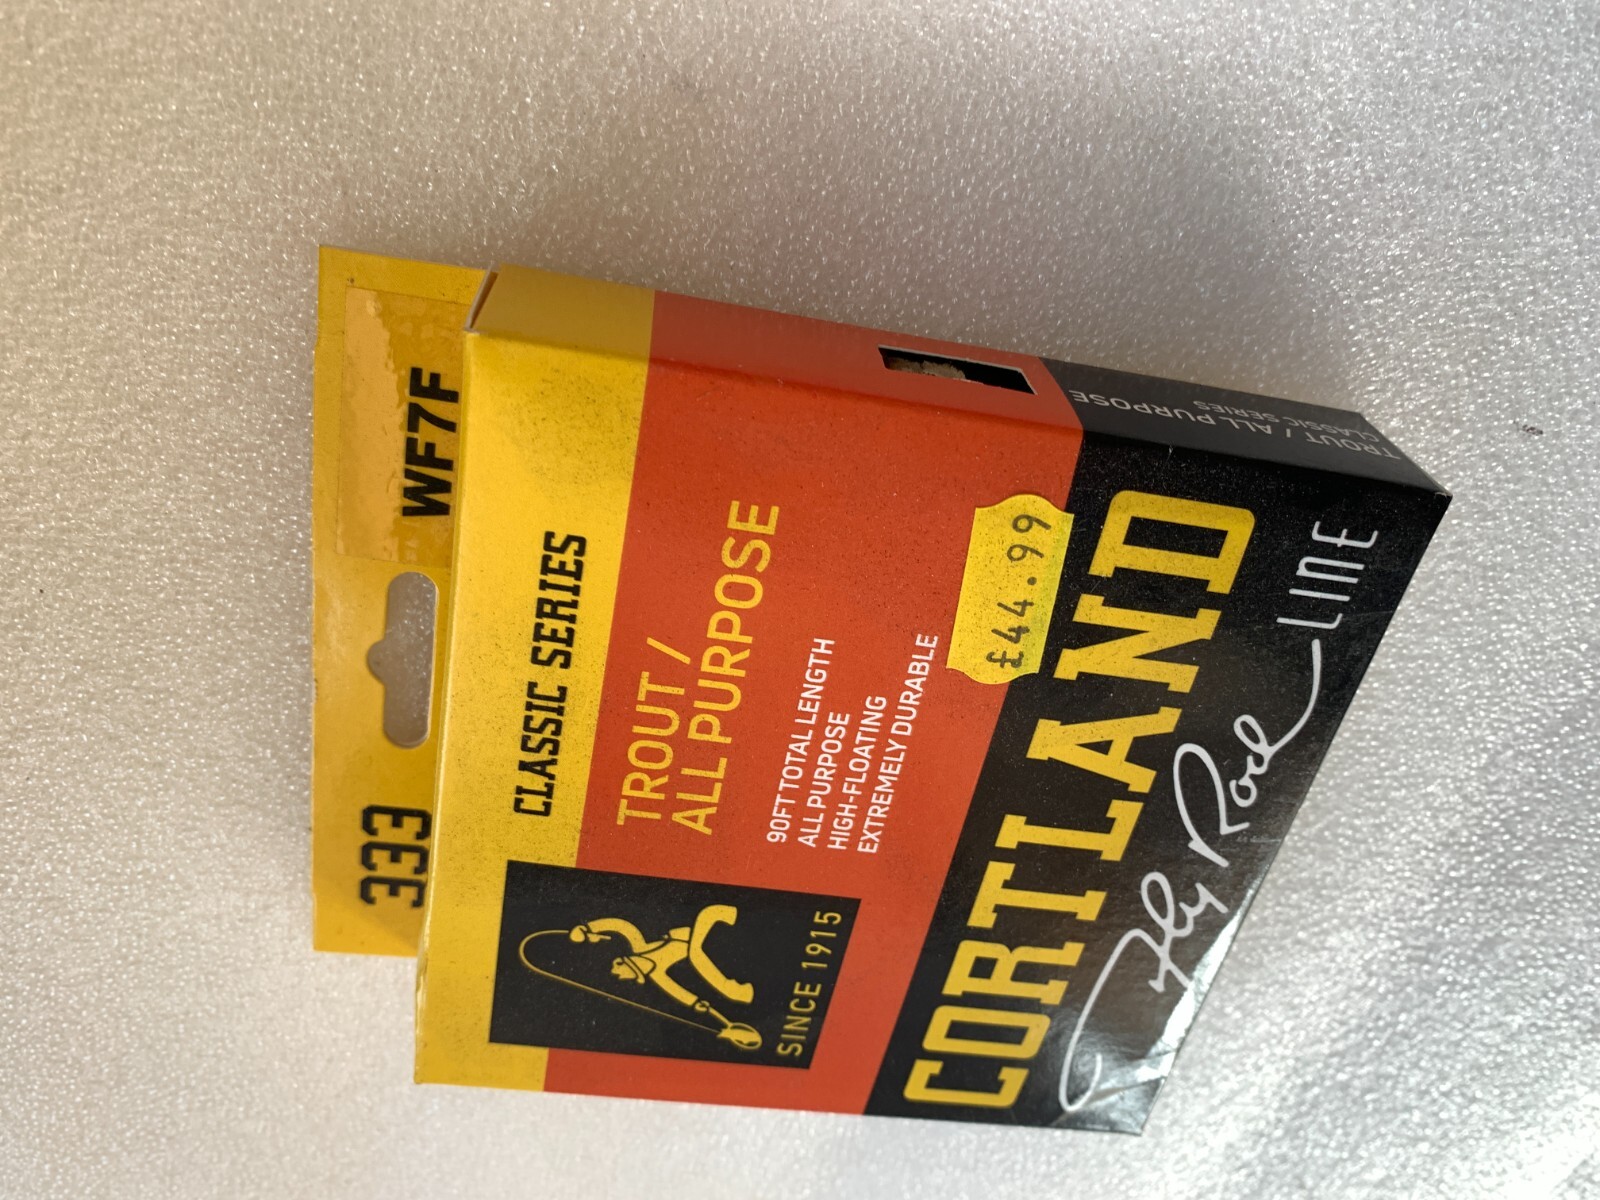 333 WF7F
CLASSIC SERIES
TROUT /
ALL PURPOSE
90FT TOTAL LENGTH
ALL PURPOSE
HIGH-FLOATING
EXTREMELY DURABLE
SINCE 1915
£44.99
CORTLAND
Fly Rod LINE
TROUT / ALL PURPOSE
CLASSIC SERIES